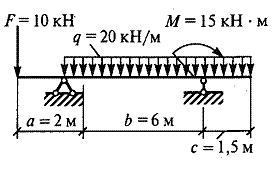 F=10 кН
M=15 кН · м
q=20 кН/м
a=2 м
b=6 м
c=1,5 м